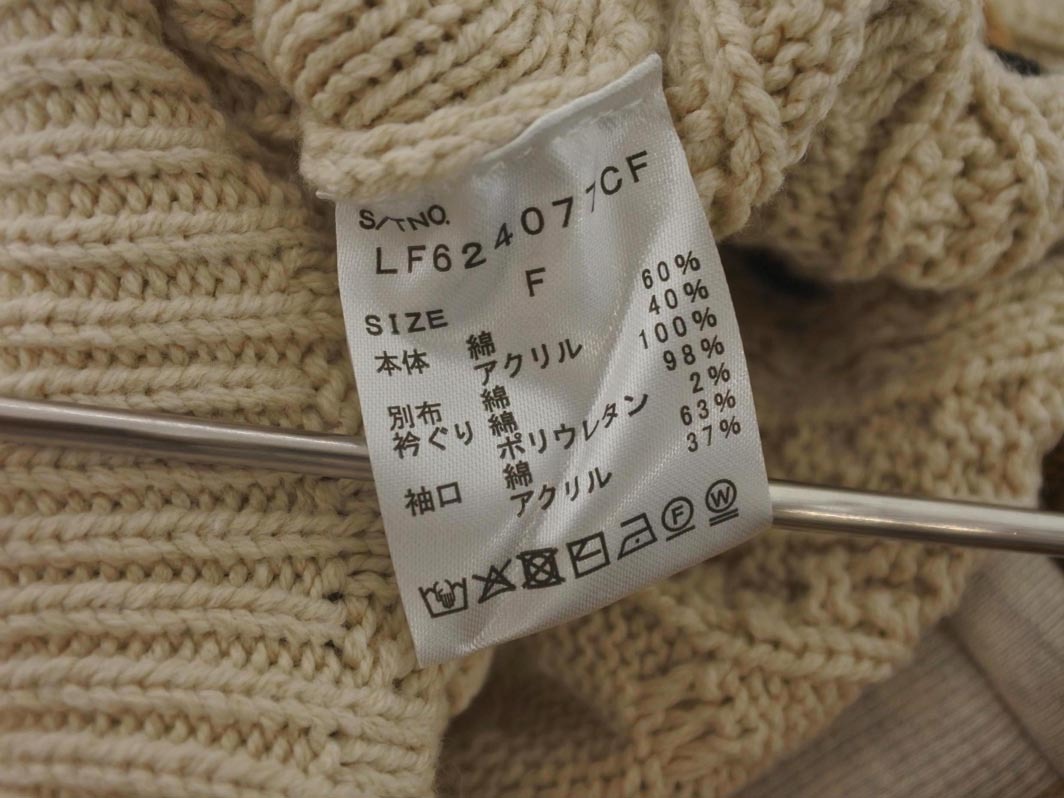 S/TNO.
LF624077CF
SIZE F
本体 綿 60%
アクリル 40%
別布 綿 100%
衿ぐり 綿 98%
ポリウレタン 2%
袖口 綿 63%
アクリル 37%
F W